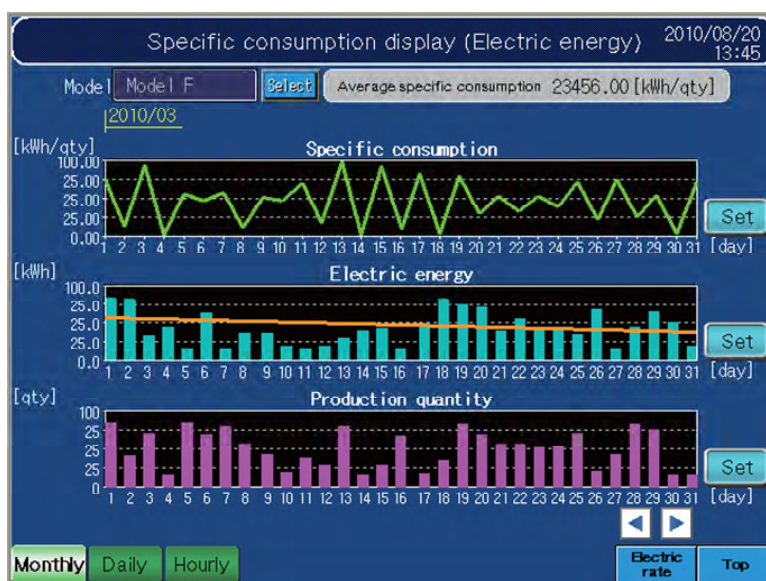 Specific consumption display (Electric energy) 2010/08/20
13:45
Model Model F Select Average specific consumption 23456.00 [kWh/qty]
2010/03
[kWh/qty] Specific consumption
100.00
25.00
25.00
25.00
0.00
1 2 3 4 5 6 7 8 9 10 11 12 13 14 15 16 17 18 19 20 21 22 23 24 25 26 27 28 29 30 31 [day]
Set
[kWh] Electric energy
100.0
25.0
25.0
25.0
0.0
1 2 3 4 5 6 7 8 9 10 11 12 13 14 15 16 17 18 19 20 21 22 23 24 25 26 27 28 29 30 31 [day]
Set
[qty] Production quantity
100
25
25
25
0
1 2 3 4 5 6 7 8 9 10 11 12 13 14 15 16 17 18 19 20 21 22 23 24 25 26 27 28 29 30 31 [day]
Set
Monthly Daily Hourly Electric rate Top